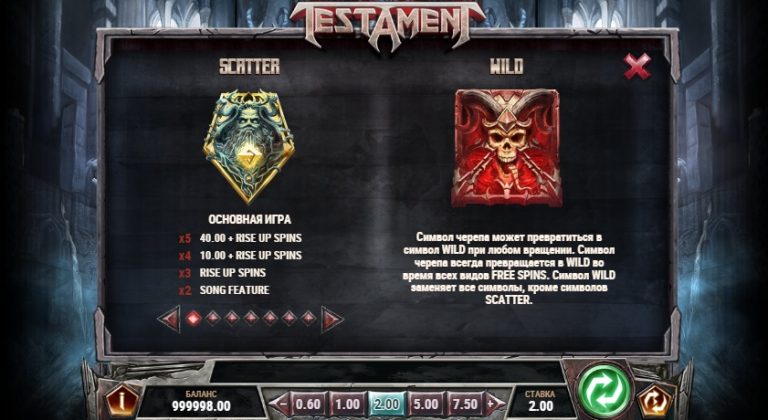 TESTAMENT
SCATTER
WILD
ОСНОВНАЯ ИГРА
x5 40.00 + RISE UP SPINS
x4 10.00 + RISE UP SPINS
x3 RISE UP SPINS
x2 SONG FEATURE
Символ черепа может превратиться в
символ WILD при любом вращении. Символ
черепа всегда превращается в WILD во
время всех видов FREE SPINS. Символ WILD
заменяет все символы, кроме символов
SCATTER.
БАЛАНС
999998.00
- 0.60 1.00 2.00 5.00 7.50 +
СТАВКА
2.00